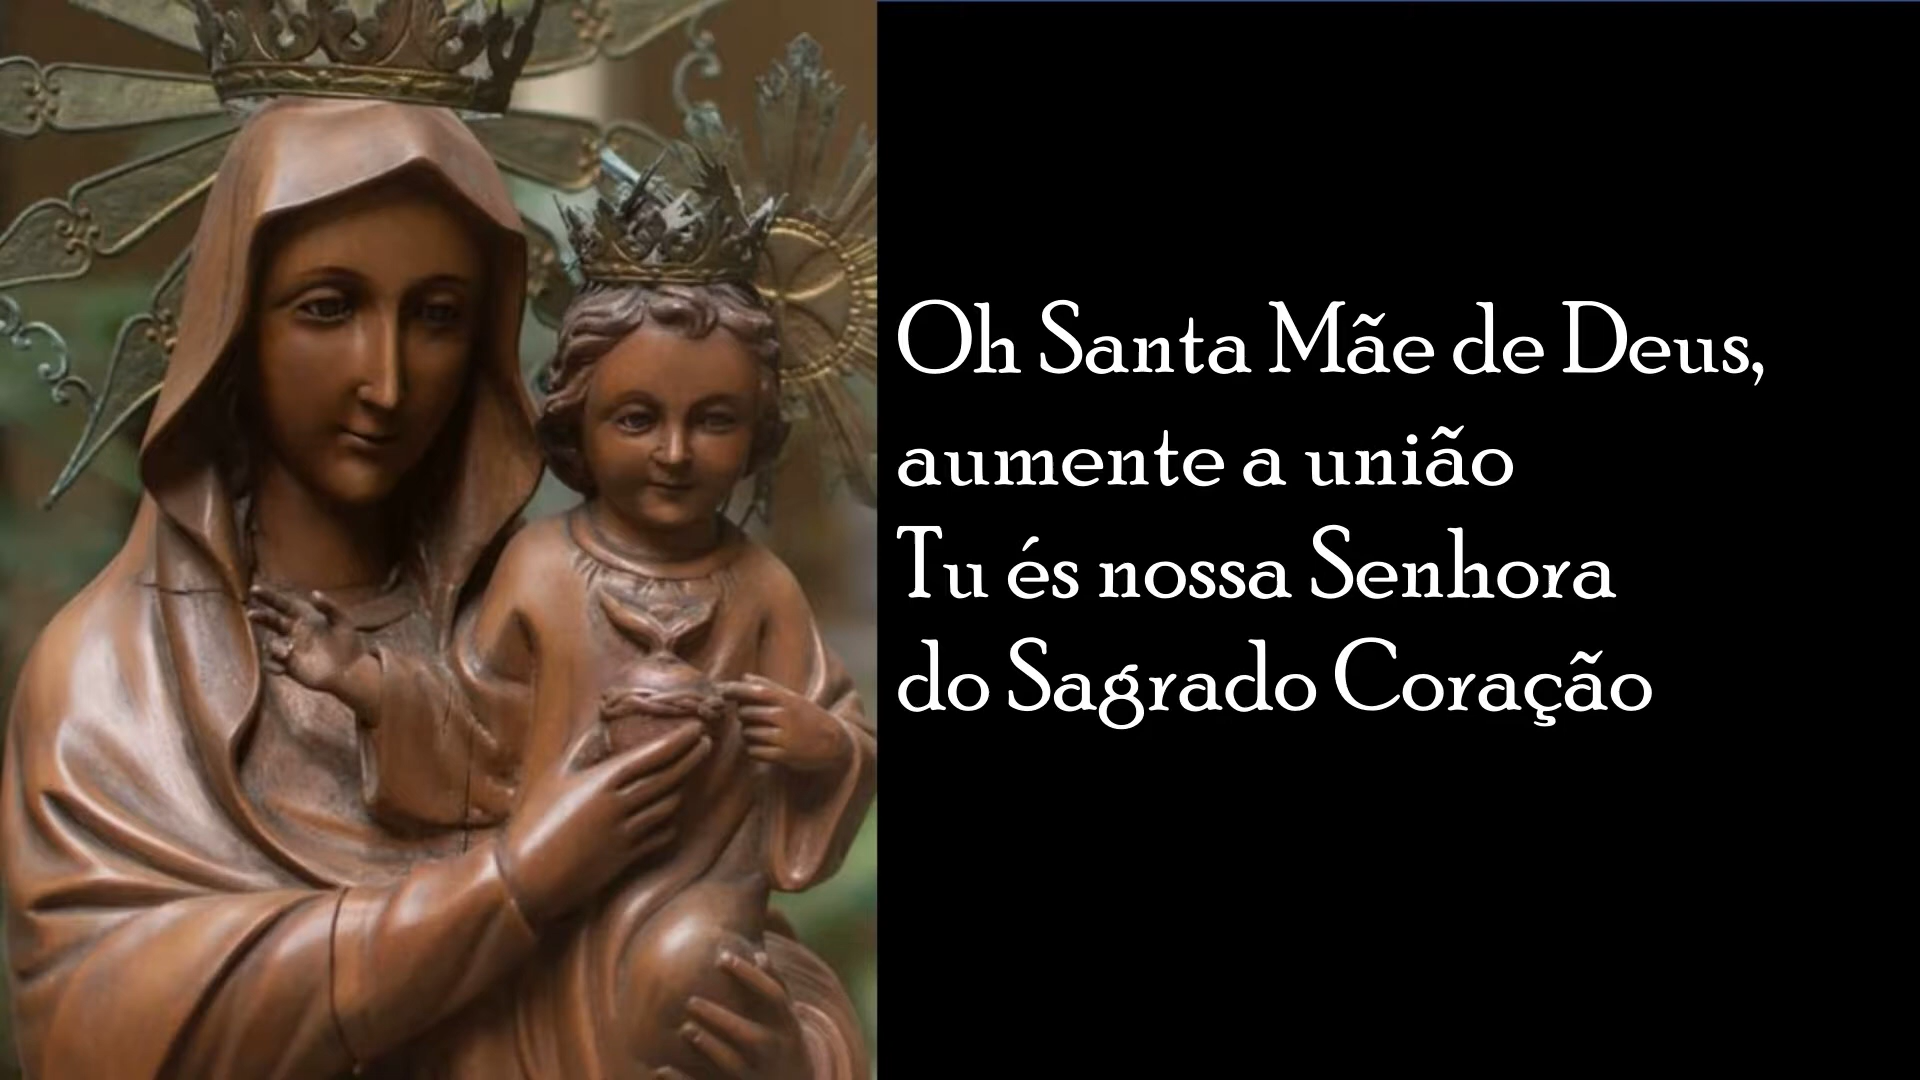 Oh Santa Mãe de Deus,
aumente a união
Tu és nossa Senhora
do Sagrado Coração